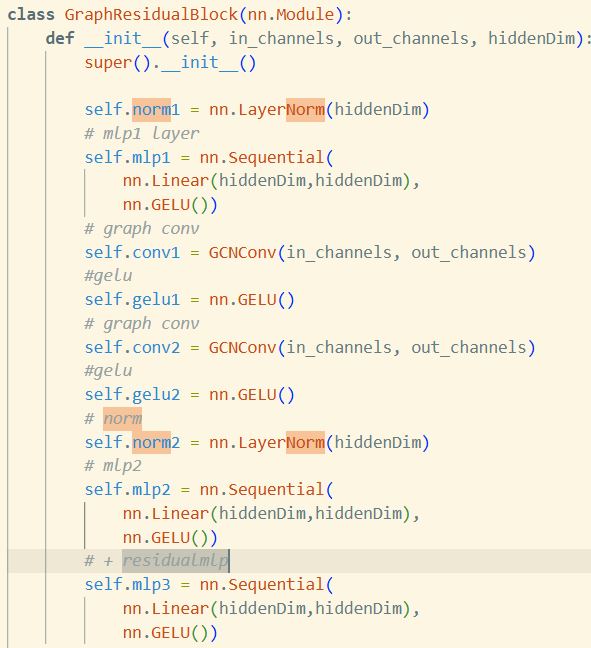 class GraphResidualBlock(nn.Module):
    def __init__(self, in_channels, out_channels, hiddenDim):
        super().__init__()

        self.norm1 = nn.LayerNorm(hiddenDim)
        # mlp1 layer
        self.mlp1 = nn.Sequential(
            nn.Linear(hiddenDim,hiddenDim),
            nn.GELU())
        # graph conv
        self.conv1 = GCNConv(in_channels, out_channels)
        #gelu
        self.gelu1 = nn.GELU()
        # graph conv
        self.conv2 = GCNConv(in_channels, out_channels)
        #gelu
        self.gelu2 = nn.GELU()
        # norm
        self.norm2 = nn.LayerNorm(hiddenDim)
        # mlp2
        self.mlp2 = nn.Sequential(
            nn.Linear(hiddenDim,hiddenDim),
            nn.GELU())
        # + residualmlp
        self.mlp3 = nn.Sequential(
            nn.Linear(hiddenDim,hiddenDim),
            nn.GELU())